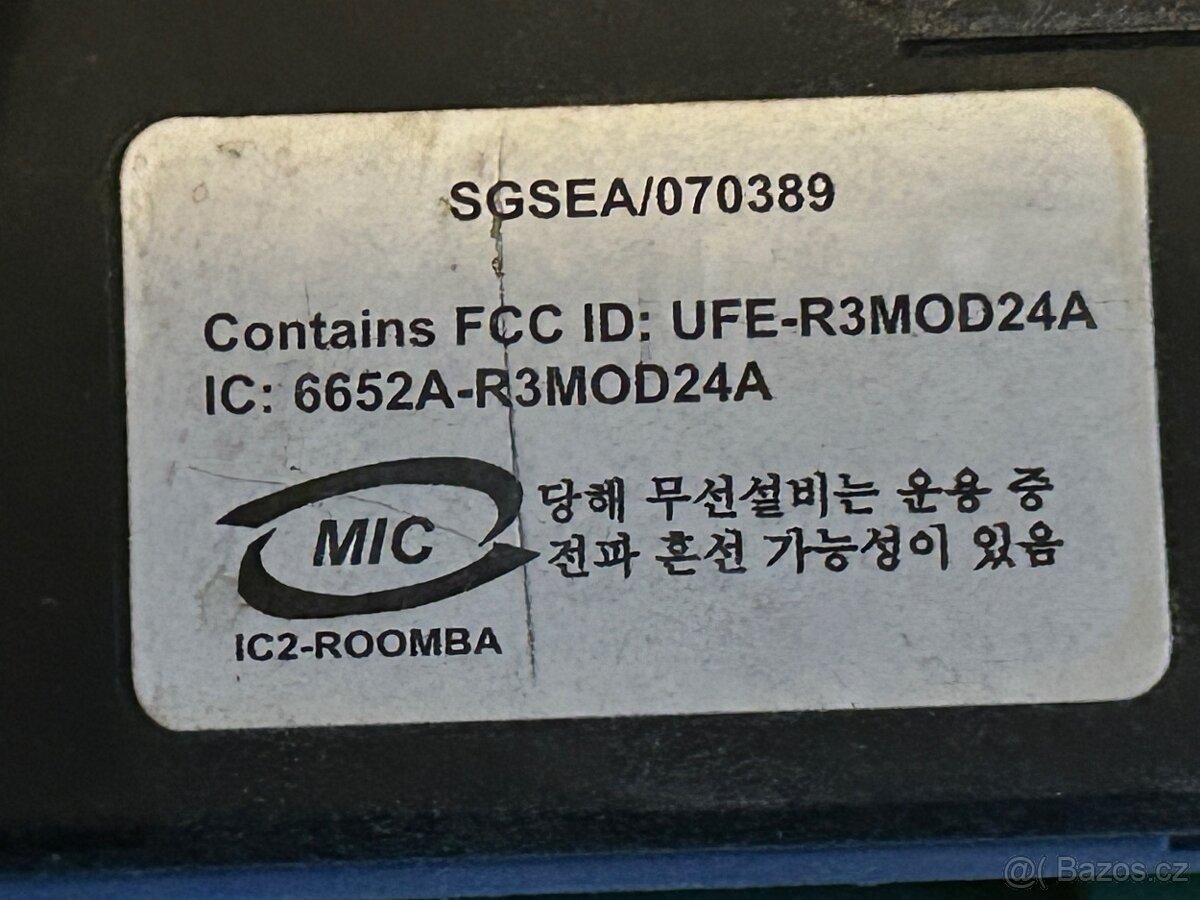 SGSEA/070389
Contains FCC ID: UFE-R3MOD24A
IC: 6652A-R3MOD24A
MIC
IC2-ROOMBA
당해 무선설비는 운용 중
전파 혼선 가능성이 있음
@( Bazos.cz